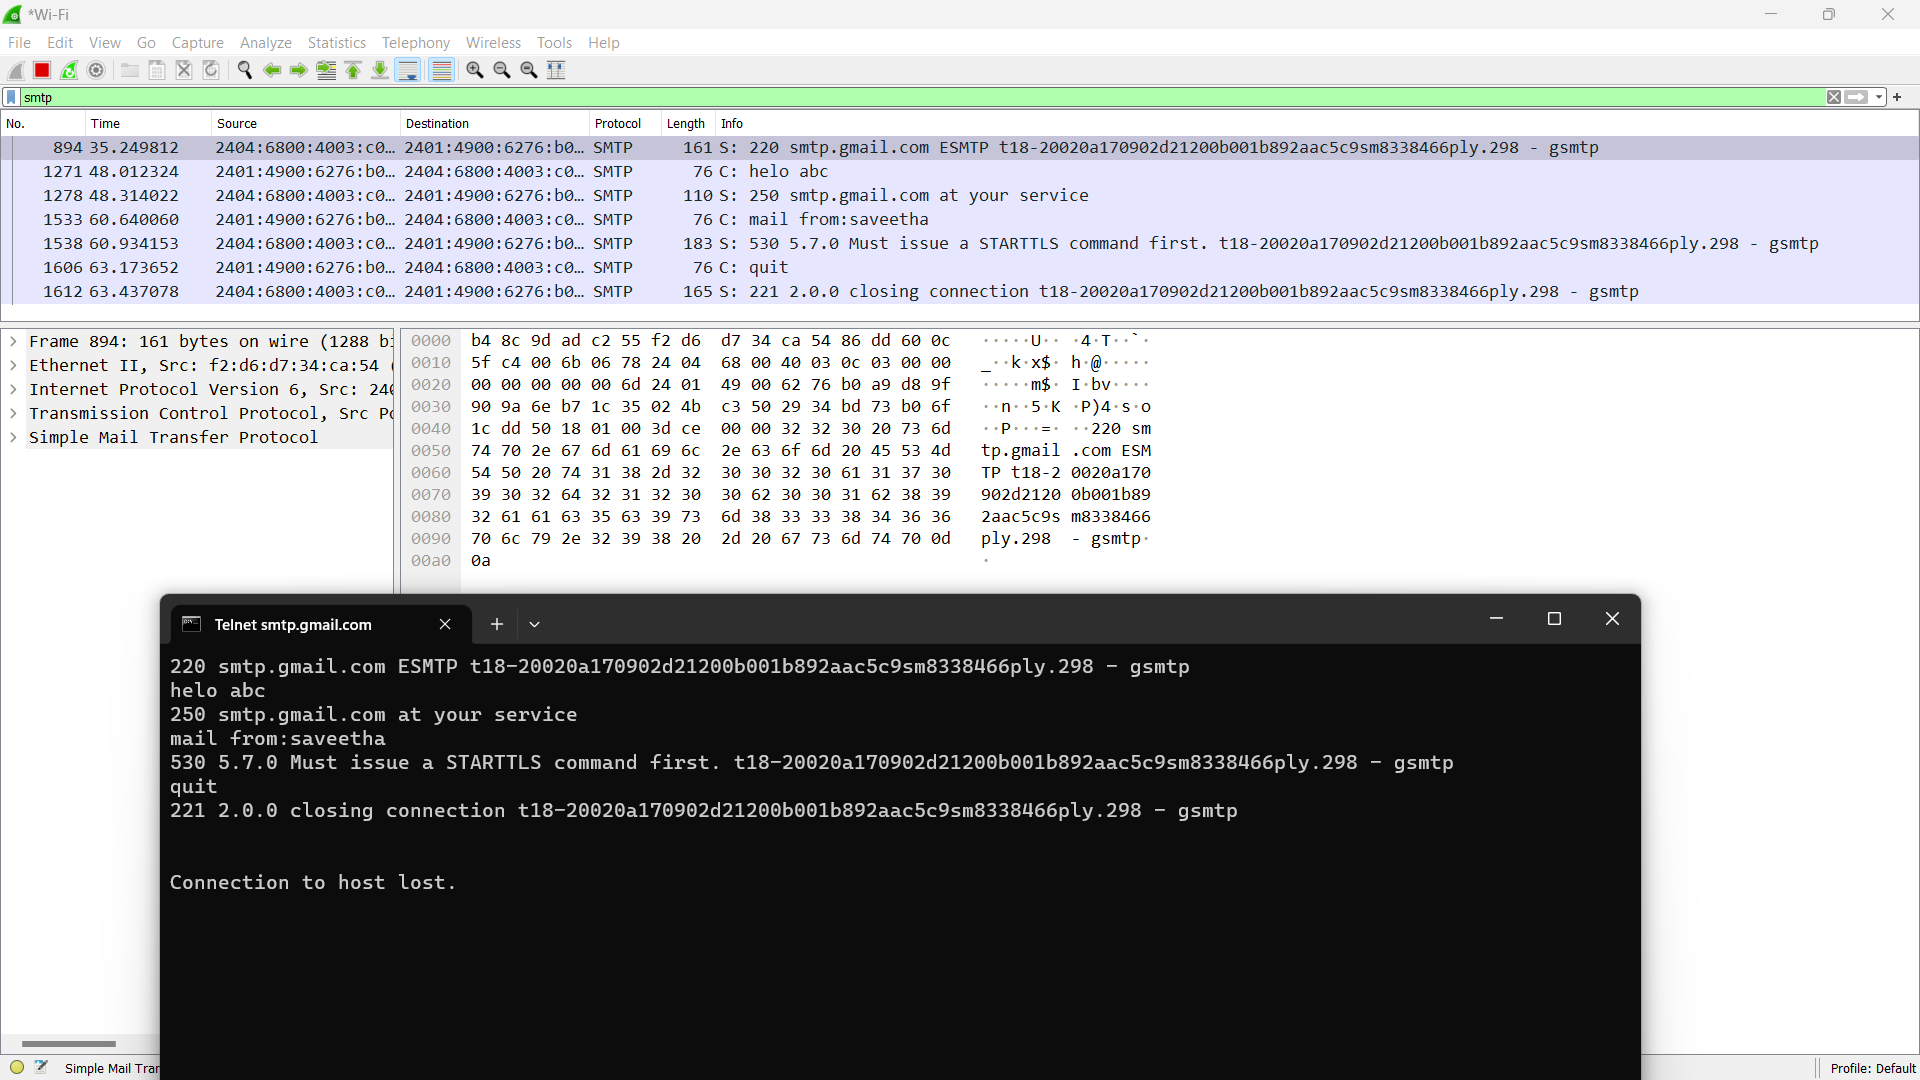 *Wi-Fi
File Edit View Go Capture Analyze Statistics Telephony Wireless Tools Help
smtp
No. Time Source Destination Protocol Length Info
894 35.249812 2404:6800:4003:c0… 2401:4900:6276:b0… SMTP 161 S: 220 smtp.gmail.com ESMTP t18-20020a170902d21200b001b892aac5c9sm8338466ply.298 - gsmtp
1271 48.012324 2401:4900:6276:b0… 2404:6800:4003:c0… SMTP 76 C: helo abc
1278 48.314022 2404:6800:4003:c0… 2401:4900:6276:b0… SMTP 110 S: 250 smtp.gmail.com at your service
1533 60.640060 2401:4900:6276:b0… 2404:6800:4003:c0… SMTP 76 C: mail from:saveetha
1538 60.934153 2404:6800:4003:c0… 2401:4900:6276:b0… SMTP 183 S: 530 5.7.0 Must issue a STARTTLS command first. t18-20020a170902d21200b001b892aac5c9sm8338466ply.298 - gsmtp
1606 63.173652 2401:4900:6276:b0… 2404:6800:4003:c0… SMTP 76 C: quit
1612 63.437078 2404:6800:4003:c0… 2401:4900:6276:b0… SMTP 165 S: 221 2.0.0 closing connection t18-20020a170902d21200b001b892aac5c9sm8338466ply.298 - gsmtp
Frame 894: 161 bytes on wire (1288 bi
Ethernet II, Src: f2:d6:d7:34:ca:54 (
Internet Protocol Version 6, Src: 240
Transmission Control Protocol, Src Po
Simple Mail Transfer Protocol
0000 b4 8c 9d ad c2 55 f2 d6 d7 34 ca 54 86 dd 60 0c ·····U·· ·4·T··`·
0010 5f c4 00 6b 06 78 24 04 68 00 40 03 0c 03 00 00 _··k·x$· h·@·····
0020 00 00 00 00 00 6d 24 01 49 00 62 76 b0 a9 d8 9f ·····m$· I·bv····
0030 90 9a 6e b7 1c 35 02 4b c3 50 29 34 bd 73 b0 6f ··n··5·K ·P)4·s·o
0040 1c dd 50 18 01 00 3d ce 00 00 32 32 30 20 73 6d ··P···=· ··220 sm
0050 74 70 2e 67 6d 61 69 6c 2e 63 6f 6d 20 45 53 4d tp.gmail .com ESM
0060 54 50 20 74 31 38 2d 32 30 30 32 30 61 31 37 30 TP t18-2 0020a170
0070 39 30 32 64 32 31 32 30 30 62 30 30 31 62 38 39 902d2120 0b001b89
0080 32 61 61 63 35 63 39 73 6d 38 33 33 38 34 36 36 2aac5c9s m8338466
0090 70 6c 79 2e 32 39 38 20 2d 20 67 73 6d 74 70 0d ply.298 - gsmtp·
00a0 0a ·
Telnet smtp.gmail.com
220 smtp.gmail.com ESMTP t18-20020a170902d21200b001b892aac5c9sm8338466ply.298 - gsmtp
helo abc
250 smtp.gmail.com at your service
mail from:saveetha
530 5.7.0 Must issue a STARTTLS command first. t18-20020a170902d21200b001b892aac5c9sm8338466ply.298 - gsmtp
quit
221 2.0.0 closing connection t18-20020a170902d21200b001b892aac5c9sm8338466ply.298 - gsmtp
Connection to host lost.
Simple Mail Tran
Profile: Default